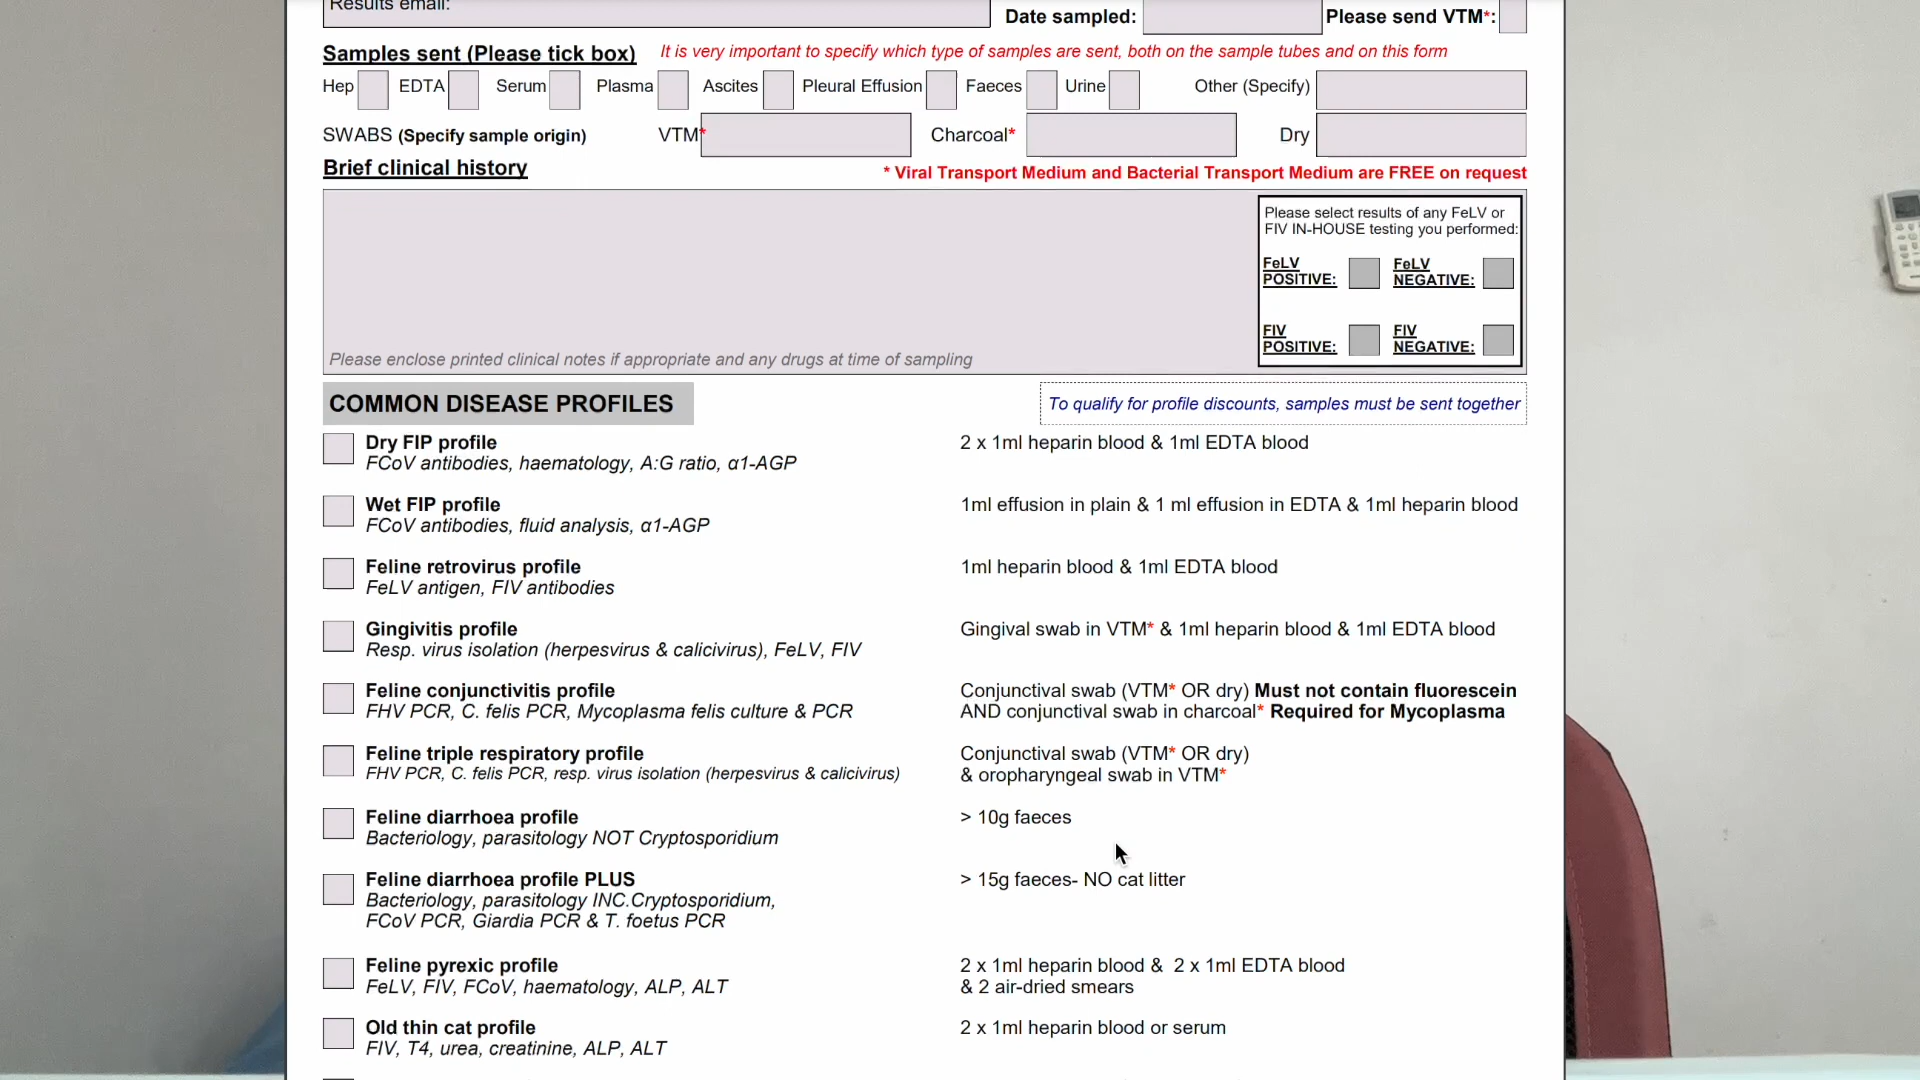 Results email:
Date sampled: Please send VTM*:
Samples sent (Please tick box) It is very important to specify which type of samples are sent, both on the sample tubes and on this form
Hep EDTA Serum Plasma Ascites Pleural Effusion Faeces Urine Other (Specify)
SWABS (Specify sample origin) VTM* Charcoal* Dry
Brief clinical history
* Viral Transport Medium and Bacterial Transport Medium are FREE on request
Please select results of any FeLV or
FIV IN-HOUSE testing you performed:
FeLV
POSITIVE:
FeLV
NEGATIVE:
FIV
POSITIVE:
FIV
NEGATIVE:
Please enclose printed clinical notes if appropriate and any drugs at time of sampling
COMMON DISEASE PROFILES
To qualify for profile discounts, samples must be sent together
Dry FIP profile
FCoV antibodies, haematology, A:G ratio, α1-AGP
2 x 1ml heparin blood & 1ml EDTA blood
Wet FIP profile
FCoV antibodies, fluid analysis, α1-AGP
1ml effusion in plain & 1 ml effusion in EDTA & 1ml heparin blood
Feline retrovirus profile
FeLV antigen, FIV antibodies
1ml heparin blood & 1ml EDTA blood
Gingivitis profile
Resp. virus isolation (herpesvirus & calicivirus), FeLV, FIV
Gingival swab in VTM* & 1ml heparin blood & 1ml EDTA blood
Feline conjunctivitis profile
FHV PCR, C. felis PCR, Mycoplasma felis culture & PCR
Conjunctival swab (VTM* OR dry) Must not contain fluorescein
AND conjunctival swab in charcoal* Required for Mycoplasma
Feline triple respiratory profile
FHV PCR, C. felis PCR, resp. virus isolation (herpesvirus & calicivirus)
Conjunctival swab (VTM* OR dry)
& oropharyngeal swab in VTM*
Feline diarrhoea profile
Bacteriology, parasitology NOT Cryptosporidium
> 10g faeces
Feline diarrhoea profile PLUS
Bacteriology, parasitology INC.Cryptosporidium,
FCoV PCR, Giardia PCR & T. foetus PCR
> 15g faeces- NO cat litter
Feline pyrexic profile
FeLV, FIV, FCoV, haematology, ALP, ALT
2 x 1ml heparin blood & 2 x 1ml EDTA blood
& 2 air-dried smears
Old thin cat profile
FIV, T4, urea, creatinine, ALP, ALT
2 x 1ml heparin blood or serum